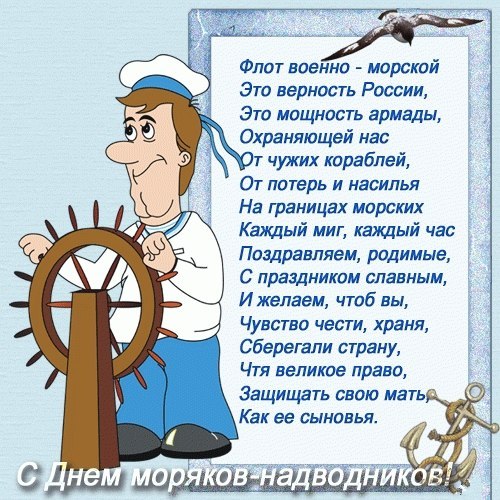 Флот военно - морской
Это верность России,
Это мощность армады,
Охраняющей нас
От чужих кораблей,
От потерь и насилья
На границах морских
Каждый миг, каждый час
Поздравляем, родимые,
С праздником славным,
И желаем, чтоб вы,
Чувство чести, храня,
Сберегали страну,
Чтя великое право,
Защищать свою мать,
Как ее сыновья.
С Днем моряков-надводников!